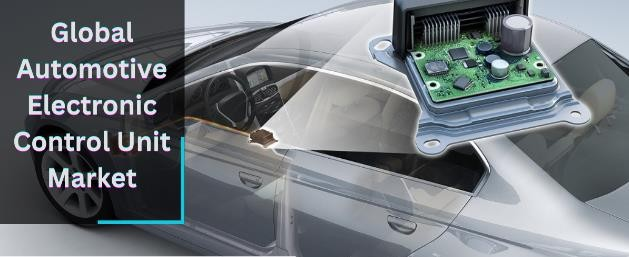 Global
Automotive
Electronic
Control Unit
Market